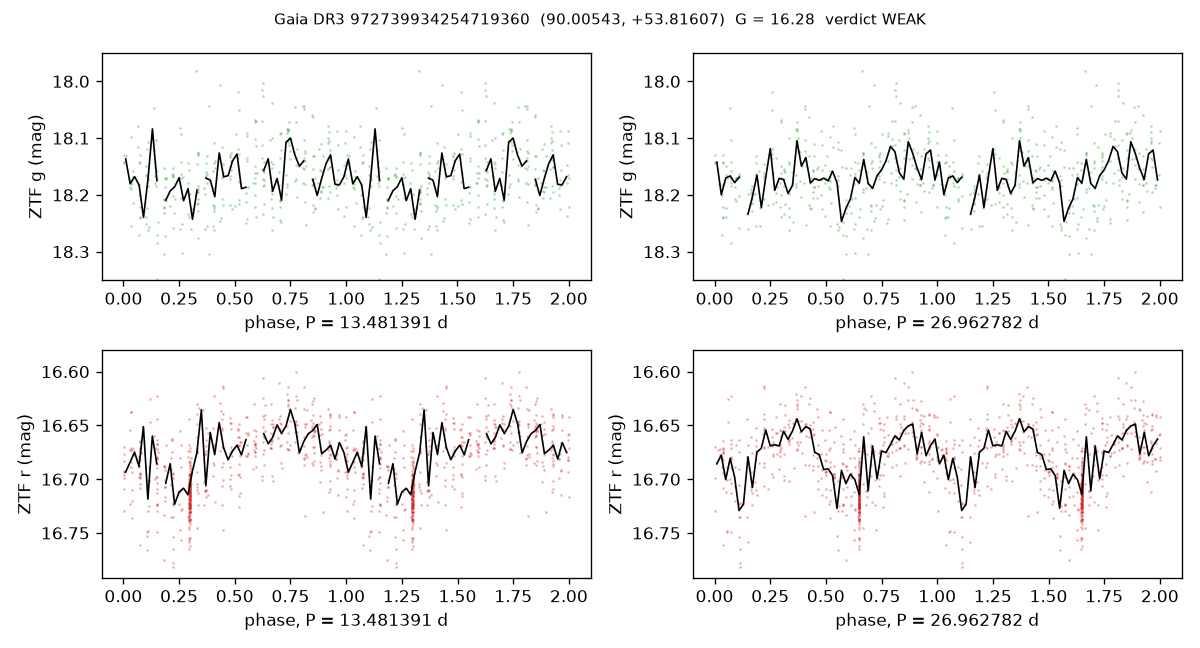 Gaia DR3 972739934254719360 (90.00543, +53.81607) G = 16.28 verdict WEAK
ZTF g (mag)
18.0
18.1
18.2
18.3
0.00 0.25 0.50 0.75 1.00 1.25 1.50 1.75 2.00
phase, P = 13.481391 d
ZTF g (mag)
18.0
18.1
18.2
18.3
0.00 0.25 0.50 0.75 1.00 1.25 1.50 1.75 2.00
phase, P = 26.962782 d
ZTF r (mag)
16.60
16.65
16.70
16.75
0.00 0.25 0.50 0.75 1.00 1.25 1.50 1.75 2.00
phase, P = 13.481391 d
ZTF r (mag)
16.60
16.65
16.70
16.75
0.00 0.25 0.50 0.75 1.00 1.25 1.50 1.75 2.00
phase, P = 26.962782 d